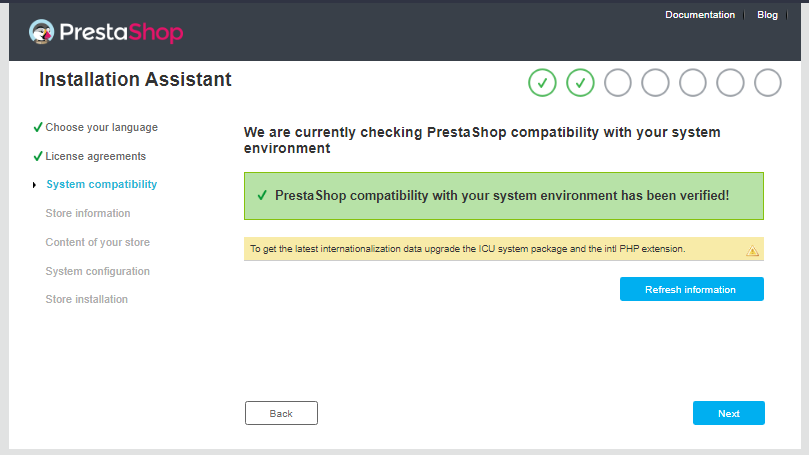 Documentation
Blog
PrestaShop
Installation Assistant
Choose your language
License agreements
System compatibility
Store information
Content of your store
System configuration
Store installation
We are currently checking PrestaShop compatibility with your system
environment
PrestaShop compatibility with your system environment has been verified!
To get the latest internationalization data upgrade the ICU system package and the intl PHP extension.
Refresh information
Back
Next